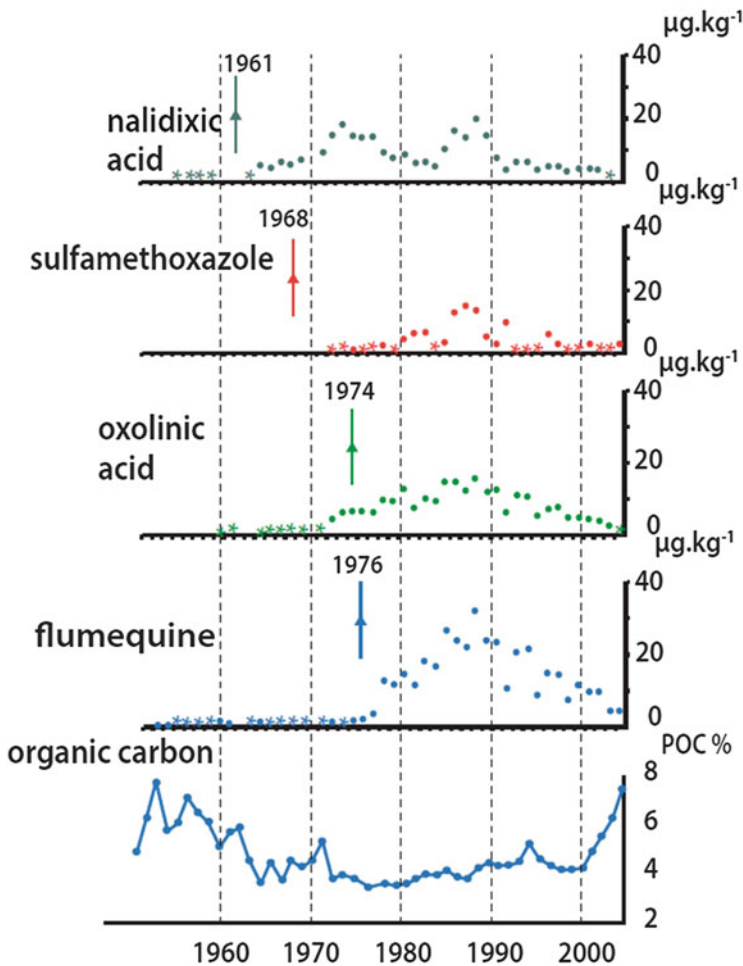 µg.kg-1
1961
40
nalidixic
acid
20
0
µg.kg-1
1968
40
sulfamethoxazole
20
0
µg.kg-1
1974
40
oxolinic
acid
20
0
µg.kg-1
1976
40
flumequine
20
0
organic carbon
POC %
8
6
4
2
1960 1970 1980 1990 2000